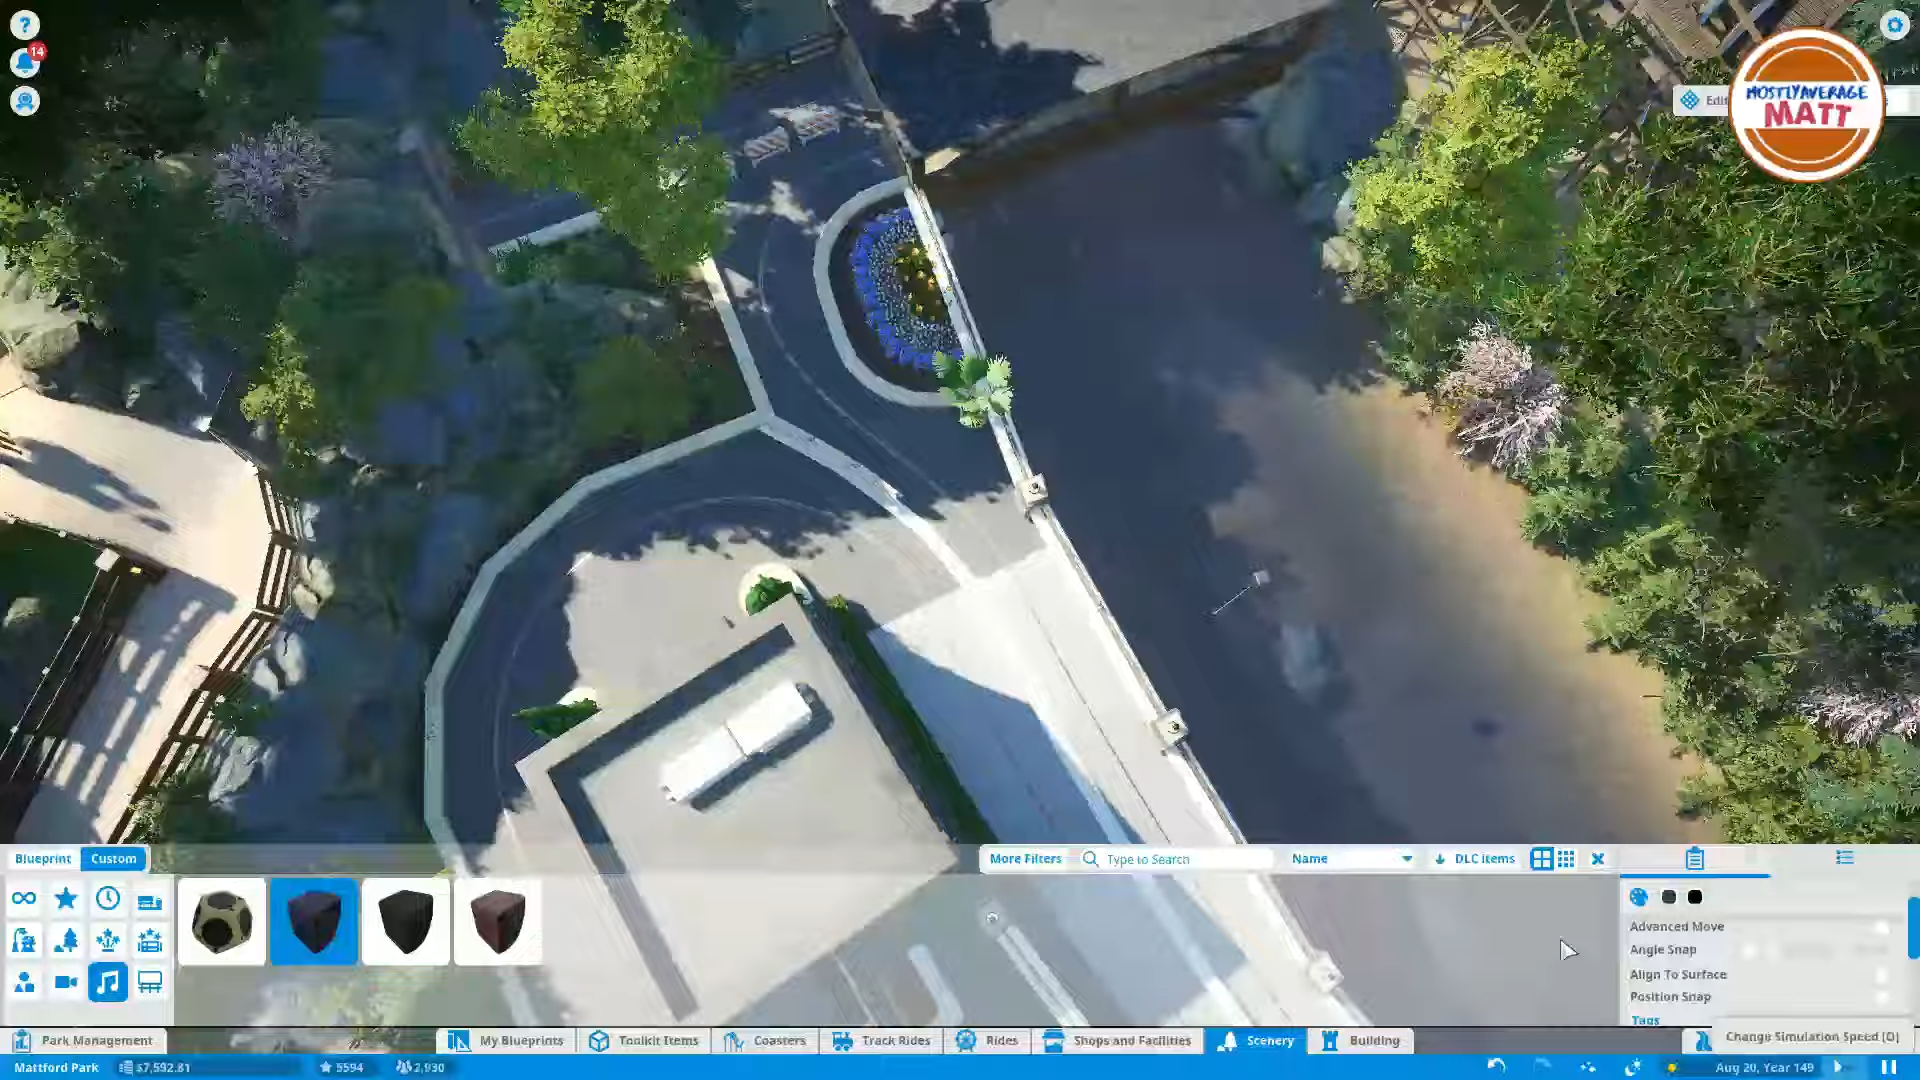 ?
14
Edit
MOSTLYAVERAGE
MATT
Blueprint
Custom
More Filters
Type to Search
Name
DLC items
Advanced Move
Angle Snap
Align To Surface
Position Snap
Tags
Park Management
My Blueprints
Toolkit Items
Coasters
Track Rides
Rides
Shops and Facilities
Scenery
Building
Change Simulation Speed (O)
Mattford Park
$7,592.81
5594
2,930
Aug 20, Year 149